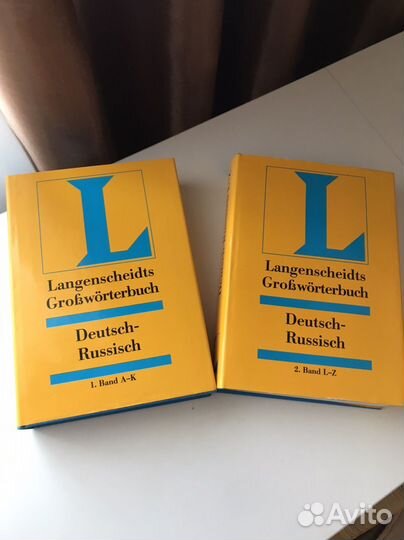 L
Langenscheidts
Großwörterbuch
Deutsch-
Russisch
1. Band A–K
L
Langenscheidts
Großwörterbuch
Deutsch-
Russisch
2. Band L–Z
Avito